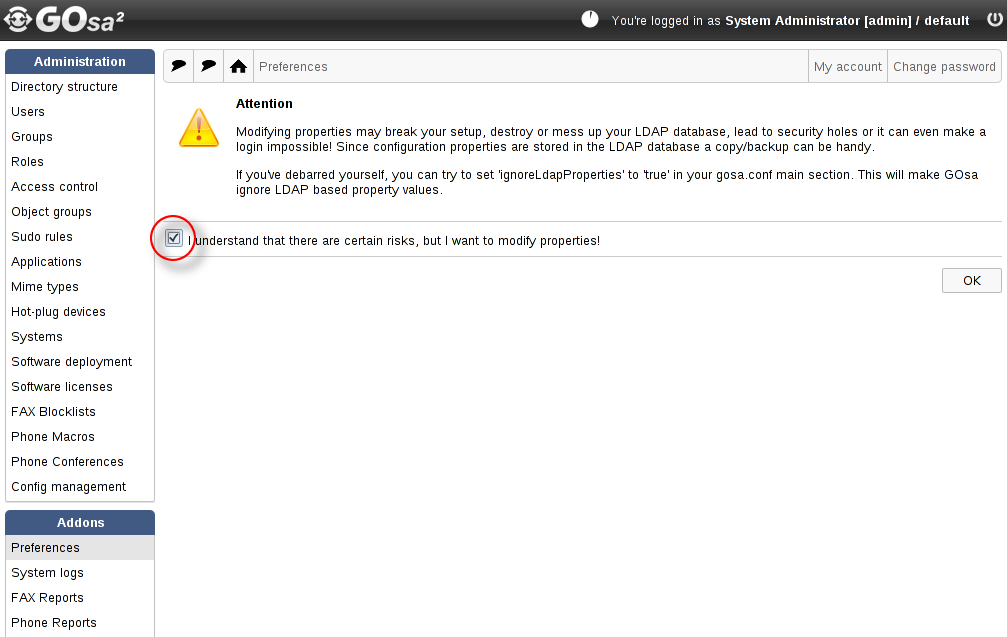 GOsa²
You're logged in as System Administrator [admin] / default
Administration
Directory structure
Users
Groups
Roles
Access control
Object groups
Sudo rules
Applications
Mime types
Hot-plug devices
Systems
Software deployment
Software licenses
FAX Blocklists
Phone Macros
Phone Conferences
Config management
Addons
Preferences
System logs
FAX Reports
Phone Reports
Preferences
My account
Change password
Attention
Modifying properties may break your setup, destroy or mess up your LDAP database, lead to security holes or it can even make a
login impossible! Since configuration properties are stored in the LDAP database a copy/backup can be handy.
If you've debarred yourself, you can try to set 'ignoreLdapProperties' to 'true' in your gosa.conf main section. This will make GOsa
ignore LDAP based property values.
I understand that there are certain risks, but I want to modify properties!
OK